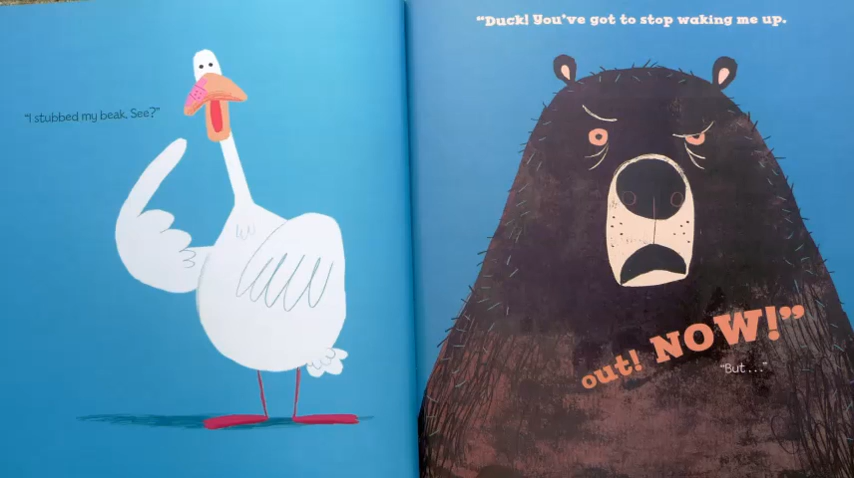 "I stubbed my beak. See?"
"Duck! You've got to stop waking me up.
out! NOW!"
"But . . ."